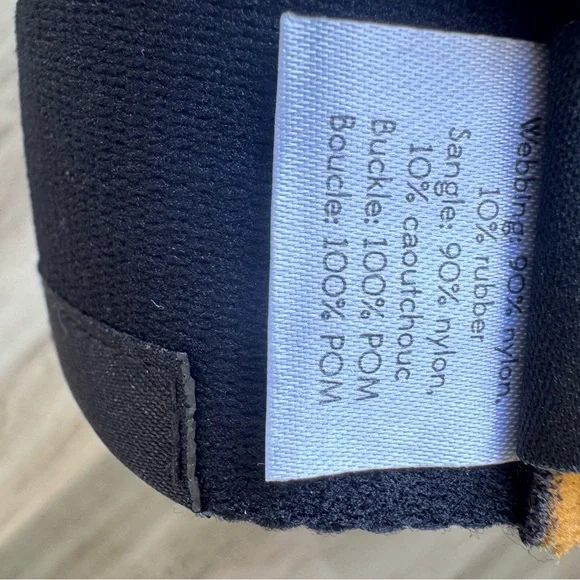 Webbing: 90% nylon,
10% rubber
Sangle: 90% nylon,
10% caoutchouc
Buckle: 100% POM
Boucle: 100% POM